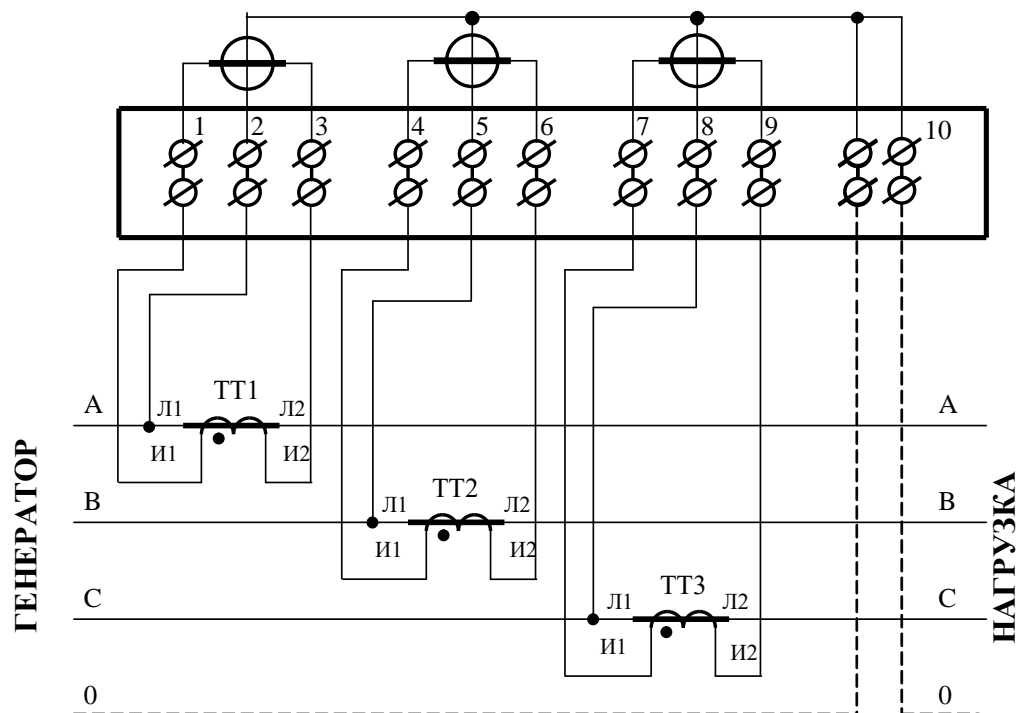 1 2 3 4 5 6 7 8 9 10
ГЕНЕРАТОР
НАГРУЗКА
А Л1 ТТ1 Л2 А
И1 И2
В Л1 ТТ2 Л2 В
И1 И2
С Л1 ТТ3 Л2 С
И1 И2
0 0